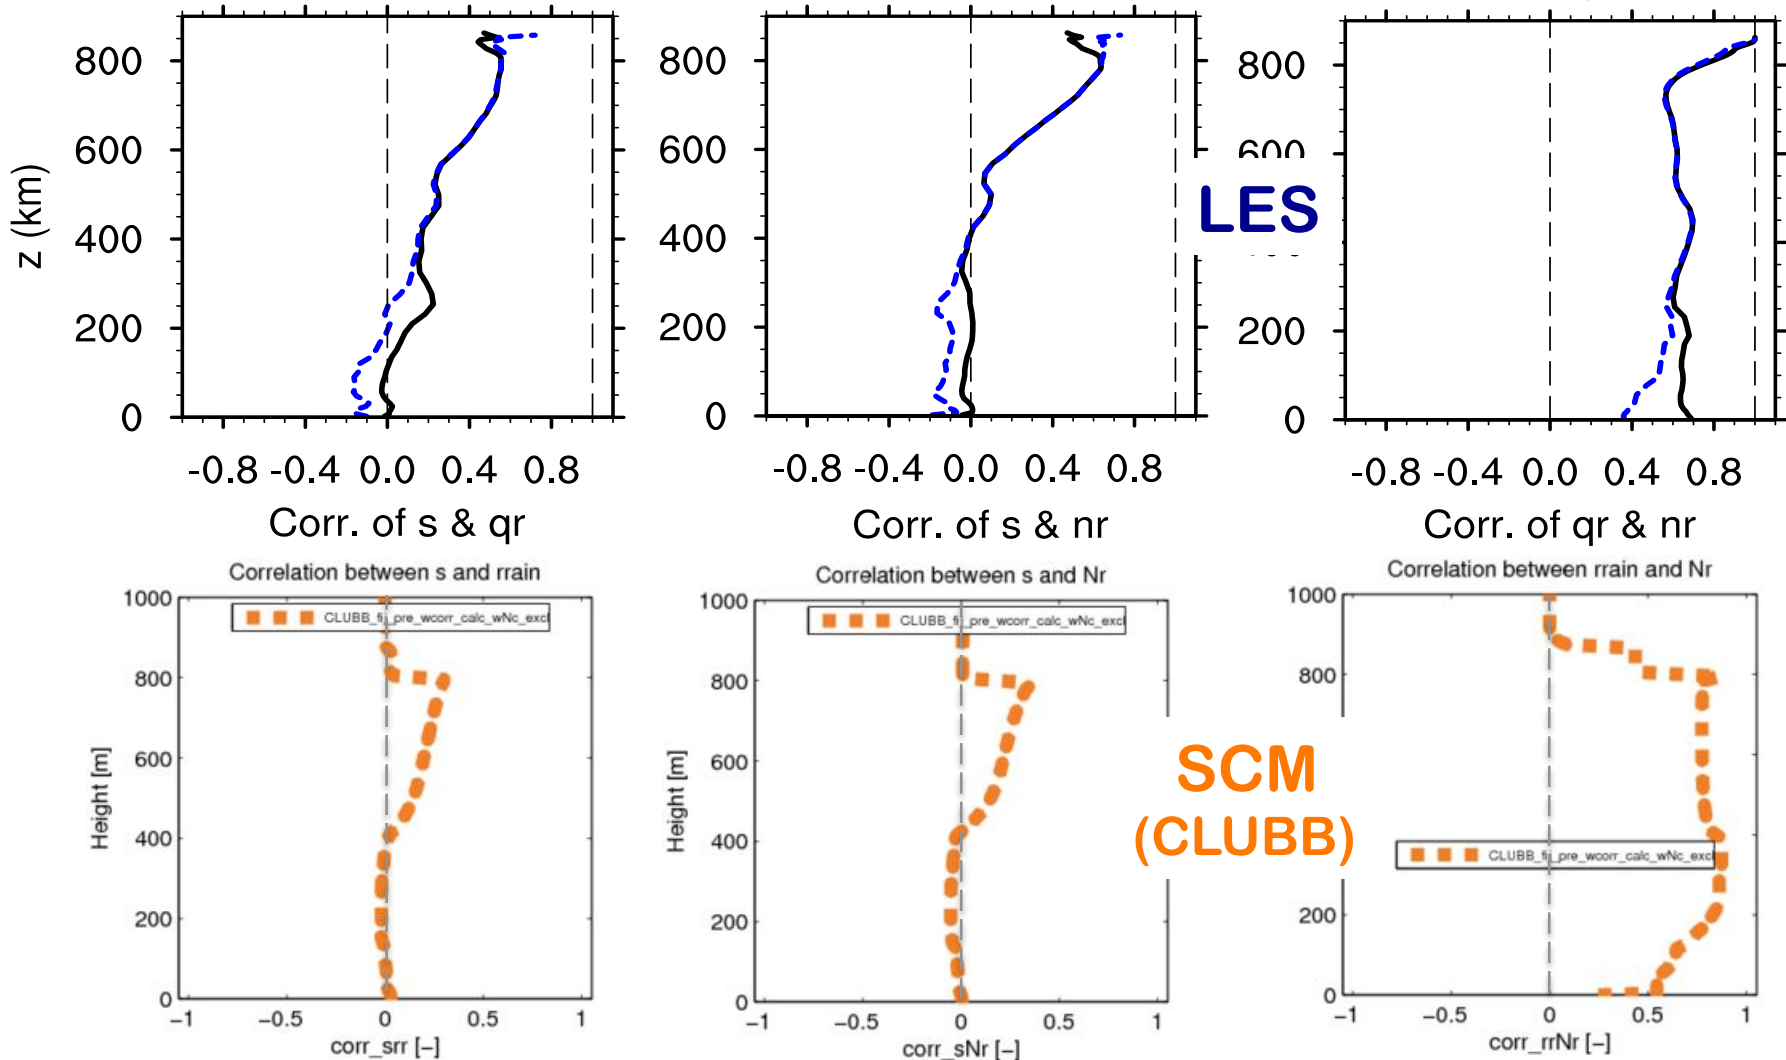 800
600
400
200
0
z (km)
-0.8 -0.4 0.0 0.4 0.8
Corr. of s & qr
800
600
400
200
0
-0.8 -0.4 0.0 0.4 0.8
Corr. of s & nr
LES
800
600
200
0
-0.8 -0.4 0.0 0.4 0.8
Corr. of qr & nr
Correlation between s and rrain
CLUBB_fix_pre_wcorr_calc_wNc_excl
1000
800
600
400
200
0
Height [m]
-1 -0.5 0 0.5 1
corr_srr [-]
Correlation between s and Nr
CLUBB_fix_pre_wcorr_calc_wNc_excl
1000
800
600
400
200
0
Height [m]
-1 -0.5 0 0.5 1
corr_sNr [-]
SCM
(CLUBB)
Correlation between rrain and Nr
CLUBB_fix_pre_wcorr_calc_wNc_excl
1000
800
200
0
-1 -0.5 0 0.5 1
corr_rrNr [-]